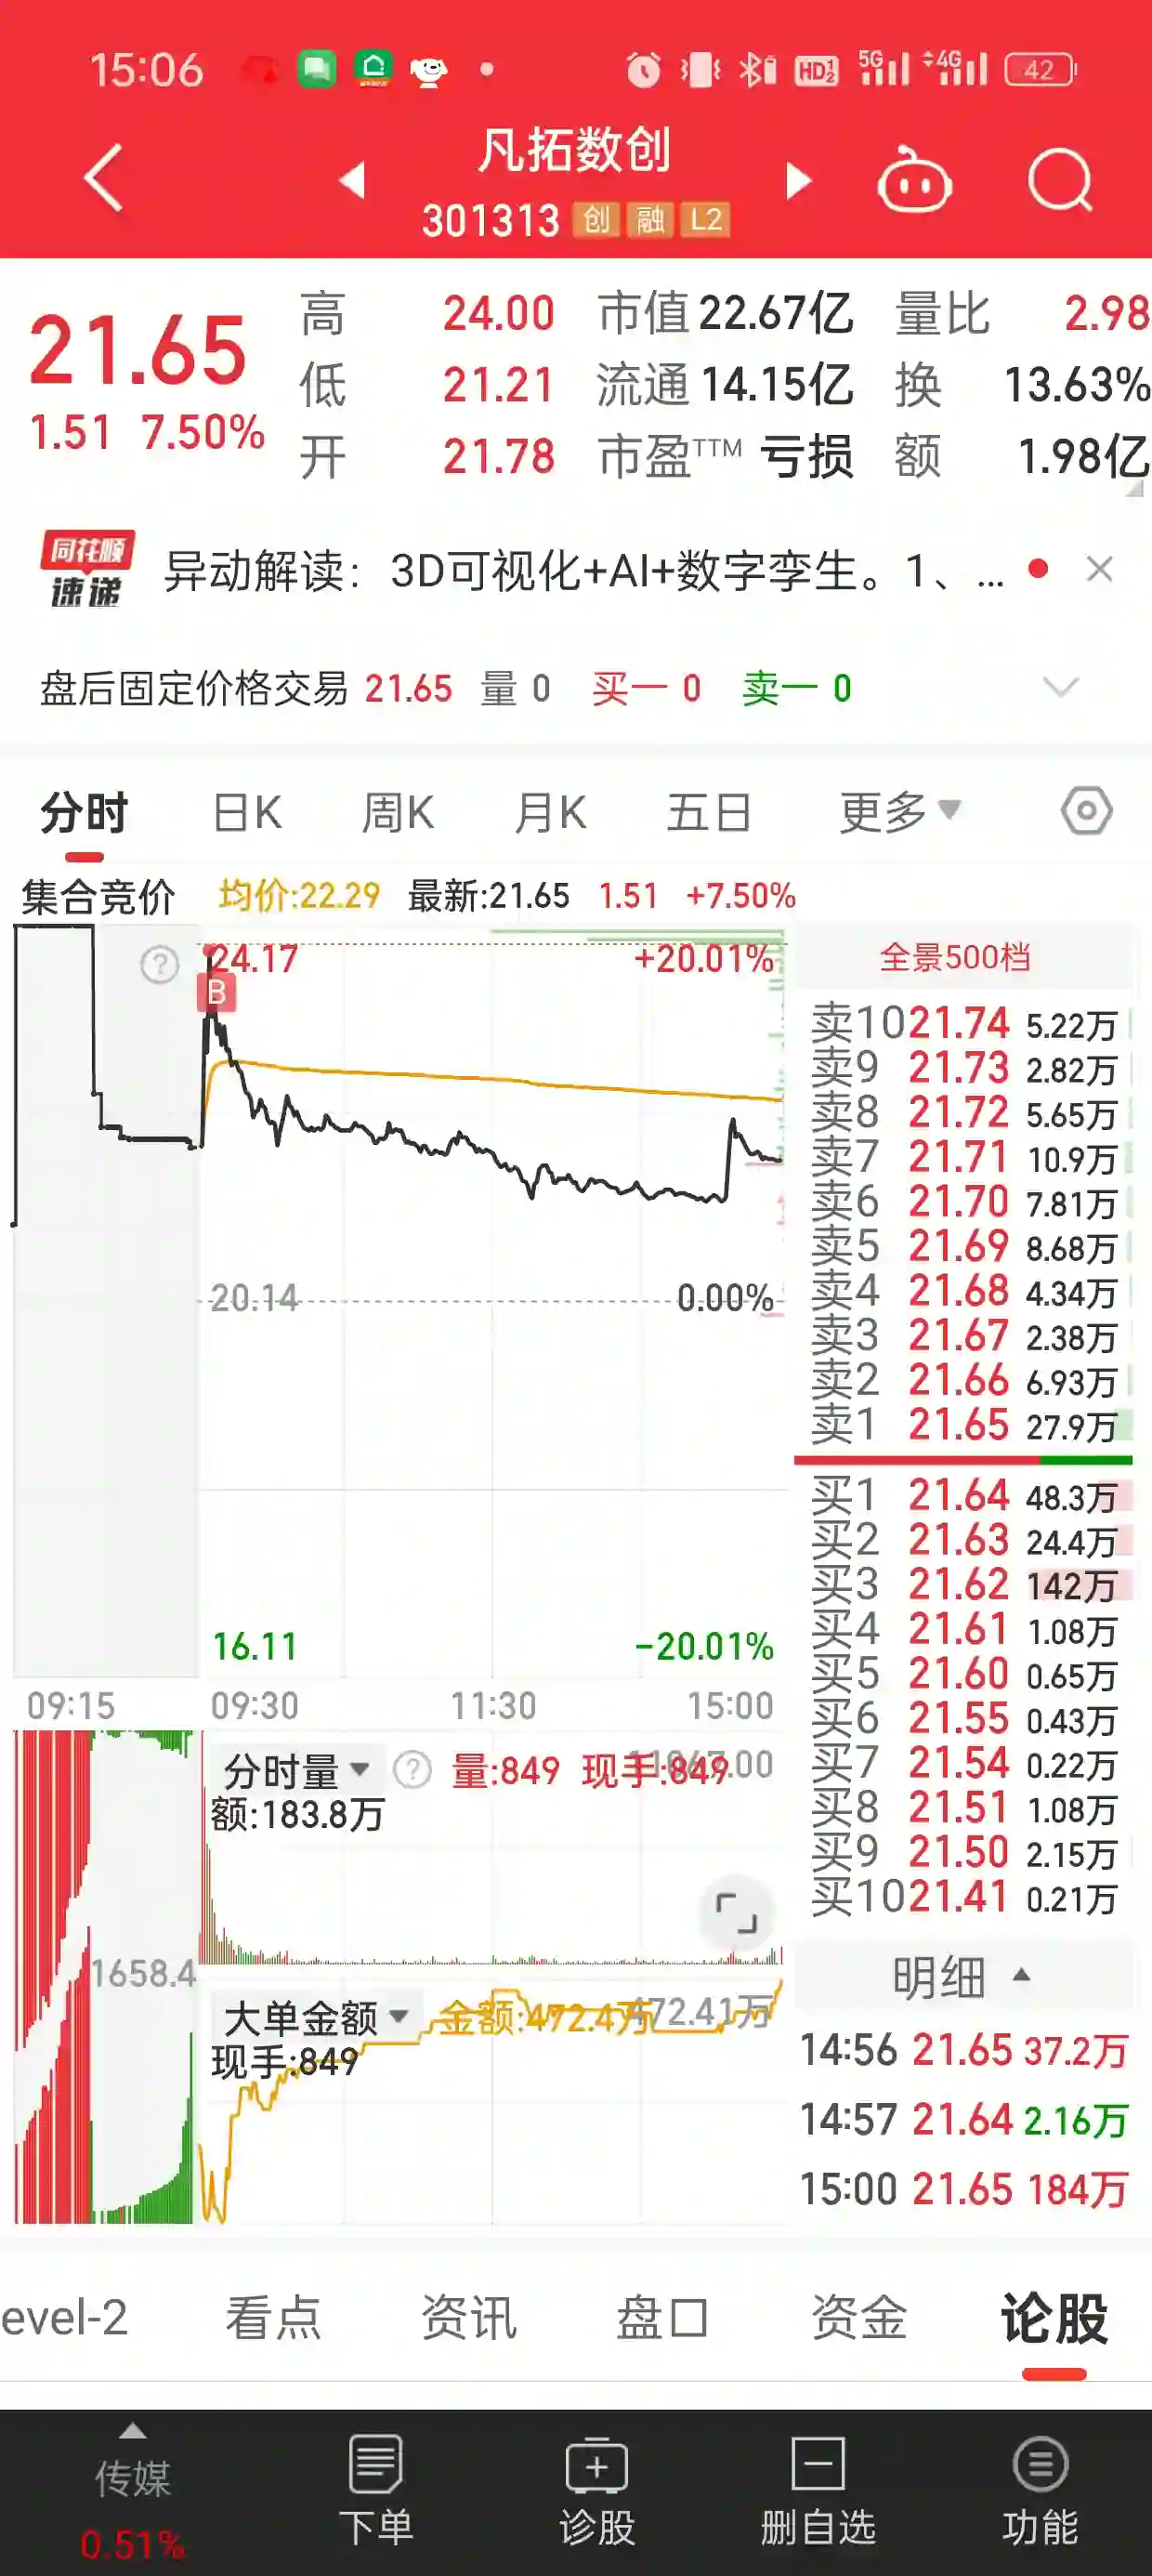 15:06 HD 1 2 5G 4G 42
凡拓数创
301313 创 融 L2
21.65
1.51 7.50%
高 24.00 市值 22.67亿 量比 2.98
低 21.21 流通 14.15亿 换 13.63%
开 21.78 市盈TTM 亏损 额 1.98亿
同花顺
速递
异动解读：3D可视化+AI+数字孪生。1、...
盘后固定价格交易 21.65 量 0 买一 0 卖一 0
分时 日K 周K 月K 五日 更多
集合竞价 均价:22.29 最新:21.65 1.51 +7.50%
24.17 +20.01%
B
20.14 0.00%
16.11 -20.01%
09:15 09:30 11:30 15:00
全景500档
卖10 21.74 5.22万
卖9 21.73 2.82万
卖8 21.72 5.65万
卖7 21.71 10.9万
卖6 21.70 7.81万
卖5 21.69 8.68万
卖4 21.68 4.34万
卖3 21.67 2.38万
卖2 21.66 6.93万
卖1 21.65 27.9万
买1 21.64 48.3万
买2 21.63 24.4万
买3 21.62 142万
买4 21.61 1.08万
买5 21.60 0.65万
买6 21.55 0.43万
买7 21.54 0.22万
买8 21.51 1.08万
买9 21.50 2.15万
买10 21.41 0.21万
分时量 ? 量:849 现手:849
额:183.8万
1658.4
大单金额 金额:472.4万 472.41万
现手:849
明细
14:56 21.65 37.2万
14:57 21.64 2.16万
15:00 21.65 184万
evel-2 看点 资讯 盘口 资金 论股
传媒 下单 诊股 删自选 功能
0.51%